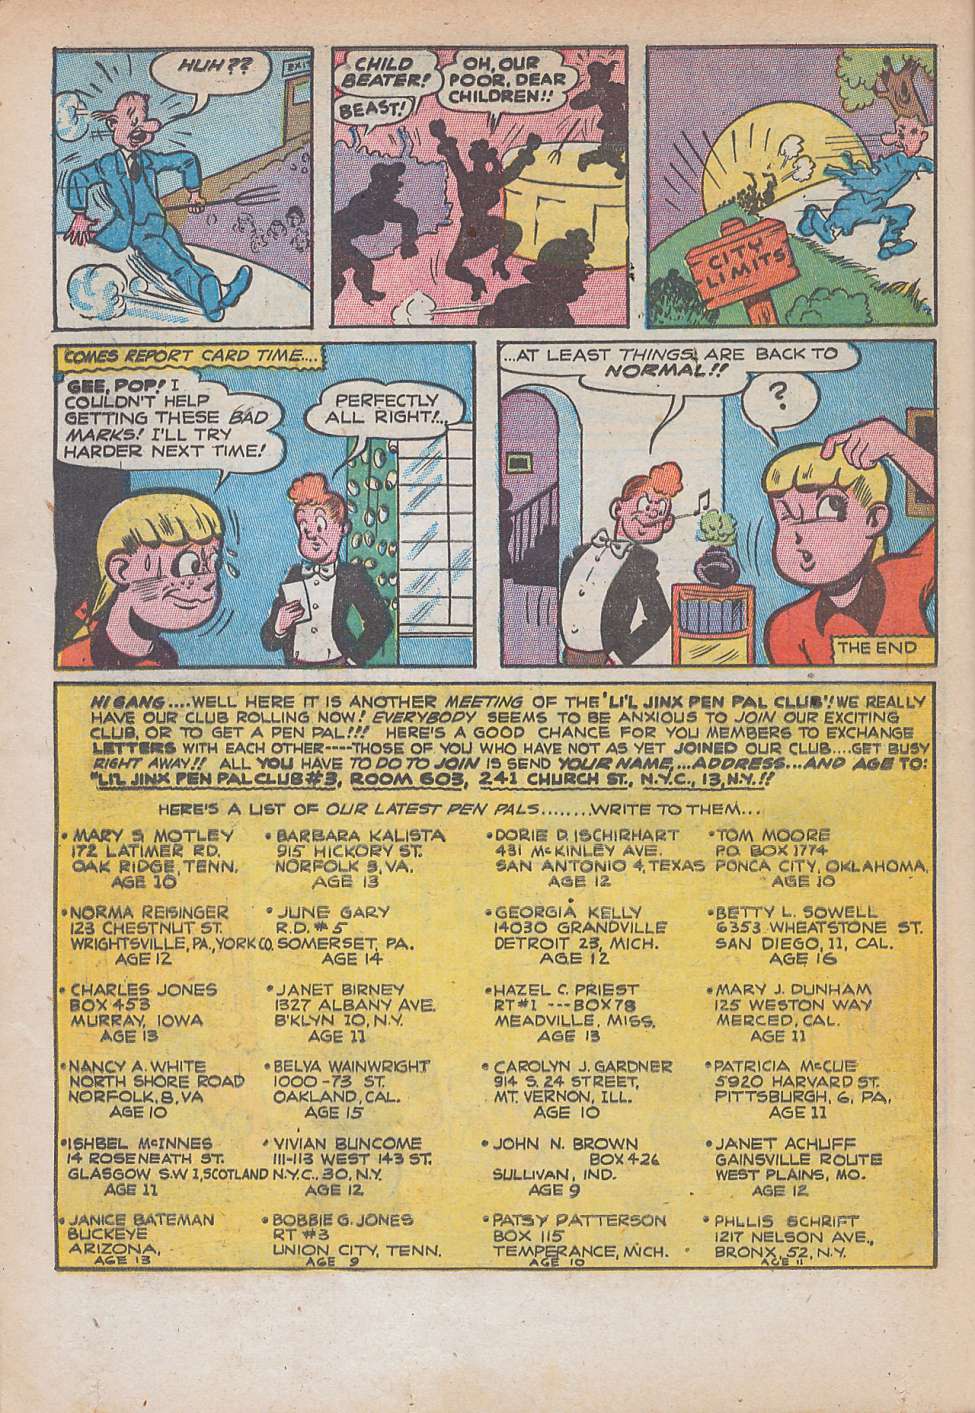 HUH??
EXIT
CHILD
BEATER!
BEAST!
OH, OUR
POOR, DEAR
CHILDREN!!
CITY
LIMITS
COMES REPORT CARD TIME....
GEE, POP! I
COULDN'T HELP
GETTING THESE BAD
MARKS! I'LL TRY
HARDER NEXT TIME!
PERFECTLY
ALL RIGHT!...
...AT LEAST THINGS ARE BACK TO
NORMAL!!
?
THE END
HI GANG....WELL HERE IT IS ANOTHER MEETING OF THE 'LI'L JINX PEN PAL CLUB'! WE REALLY
HAVE OUR CLUB ROLLING NOW! EVERYBODY SEEMS TO BE ANXIOUS TO JOIN OUR EXCITING
CLUB, OR TO GET A PEN PAL!!! HERE'S A GOOD CHANCE FOR YOU MEMBERS TO EXCHANGE
LETTERS WITH EACH OTHER----THOSE OF YOU WHO HAVE NOT AS YET JOINED OUR CLUB....GET BUSY
RIGHT AWAY!! ALL YOU HAVE TO DO TO JOIN IS SEND YOUR NAME,...ADDRESS...AND AGE TO:
"LI'L JINX PEN PAL CLUB #3, ROOM 603, 241 CHURCH ST., N.Y.C., 13, N.Y.!!
HERE'S A LIST OF OUR LATEST PEN PALS........WRITE TO THEM...
• MARY S MOTLEY
172 LATIMER RD.
OAK RIDGE, TENN.
AGE 10
• BARBARA KALISTA
915 HICKORY ST.
NORFOLK 3, VA.
AGE 13
• DORIE D. ISCHIRHART
431 McKINLEY AVE.
SAN ANTONIO 4, TEXAS
AGE 12
• TOM MOORE
P.O. BOX 1774
PONCA CITY, OKLAHOMA,
AGE 10
• NORMA REISINGER
123 CHESTNUT ST.
WRIGHTSVILLE, PA., YORK CO.
AGE 12
• JUNE GARY
R.D. #5
SOMERSET, PA.
AGE 14
• GEORGIA KELLY
14030 GRANDVILLE
DETROIT 23, MICH.
AGE 12
• BETTY L. SOWELL
6353 WHEATSTONE ST.
SAN DIEGO, 11, CAL.
AGE 16
• CHARLES JONES
BOX 453
MURRAY, IOWA
AGE 13
• JANET BIRNEY
1327 ALBANY AVE.
B'KLYN 10, N.Y.
AGE 11
• HAZEL C. PRIEST
RT #1 --- BOX 78
MEADVILLE, MISS.
AGE 13
• MARY J. DUNHAM
125 WESTON WAY
MERCED, CAL.
AGE 11
• NANCY A. WHITE
NORTH SHORE ROAD
NORFOLK, 8, VA
AGE 10
• BELVA WAINWRIGHT
1000-73 ST.
OAKLAND, CAL.
AGE 15
• CAROLYN J. GARDNER
914 S. 24 STREET,
MT. VERNON, ILL.
AGE 10
• PATRICIA McCUE
5920 HARVARD ST.
PITTSBURGH, 6, PA.
AGE 11
• ISHBEL McINNES
14 ROSENEATH ST.
GLASGOW S.W 1, SCOTLAND
AGE 11
• VIVIAN BUNCOME
111-113 WEST 143 ST.
N.Y.C., 30, N.Y.
AGE 12
• JOHN N. BROWN
BOX 426
SULLIVAN, IND.
AGE 9
• JANET ACHUFF
GAINSVILLE ROUTE
WEST PLAINS, MO.
AGE 12
• JANICE BATEMAN
BUCKEYE
ARIZONA,
AGE 13
• BOBBIE G. JONES
RT #3
UNION CITY, TENN.
AGE 9
• PATSY PATTERSON
BOX 115
TEMPERANCE, MICH.
AGE 10
• PHLLIS SCHRIFT
1217 NELSON AVE.,
BRONX, 52, N.Y.
AGE 11